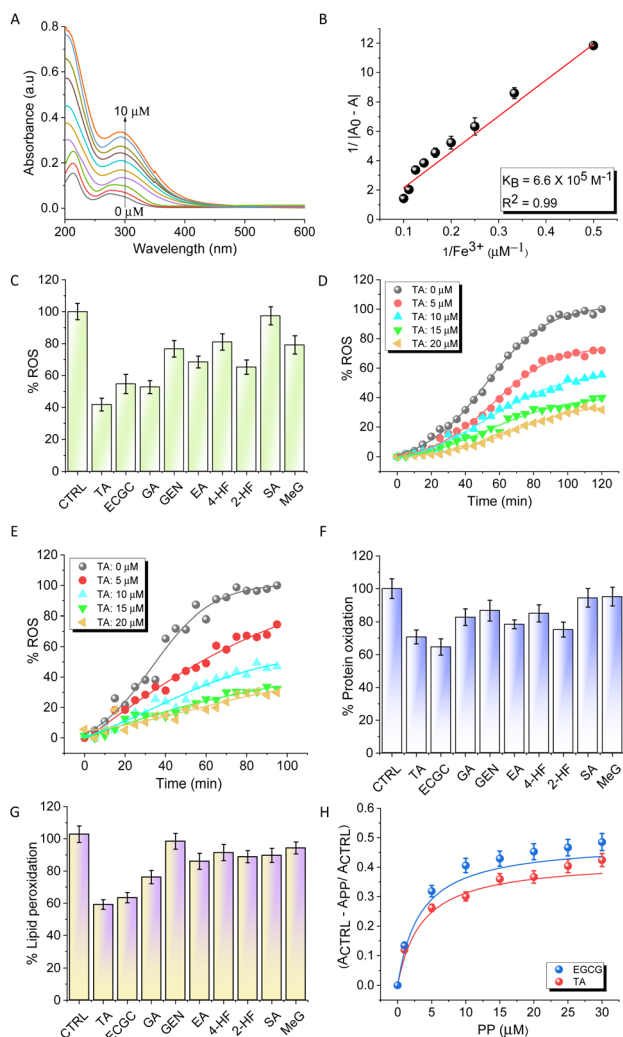 A
0.8
0.6
0.4
0.2
0.0
Absorbance (a.u)
10 μM
0 μM
200 300 400 500 600
Wavelength (nm)
B
12
10
8
6
4
2
0
1/ |A0 - A|
KB = 6.6 X 10⁵ M⁻¹
R² = 0.99
0.1 0.2 0.3 0.4 0.5
1/Fe³⁺ (μM⁻¹)
C
120
100
80
60
40
20
0
% ROS
CTRL TA ECGC GA GEN EA 4-HF 2-HF SA MeG
D
120
100
80
60
40
20
0
% ROS
TA: 0 μM
TA: 5 μM
TA: 10 μM
TA: 15 μM
TA: 20 μM
0 20 40 60 80 100 120
Time (min)
E
120
100
80
60
40
20
0
% ROS
TA: 0 μM
TA: 5 μM
TA: 10 μM
TA: 15 μM
TA: 20 μM
0 20 40 60 80 100
Time (min)
F
120
100
80
60
40
20
0
% Protein oxidation
CTRL TA ECGC GA GEN EA 4-HF 2-HF SA MeG
G
120
100
80
60
40
20
0
% Lipid peroxidation
CTRL TA ECGC GA GEN EA 4-HF 2-HF SA MeG
H
0.6
0.5
0.4
0.3
0.2
0.1
0.0
(ACTRL - APP/ ACTRL)
EGCG
TA
0 5 10 15 20 25 30
PP (μM)